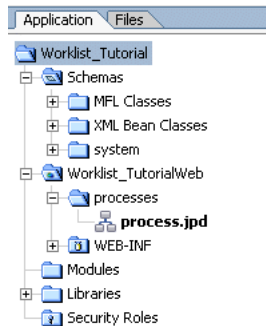 Application Files
Worklist_Tutorial
Schemas
MFL Classes
XML Bean Classes
system
Worklist_TutorialWeb
processes
process.jpd
WEB-INF
Modules
Libraries
Security Roles